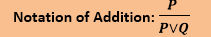 Notation of Addition: P
P∨Q